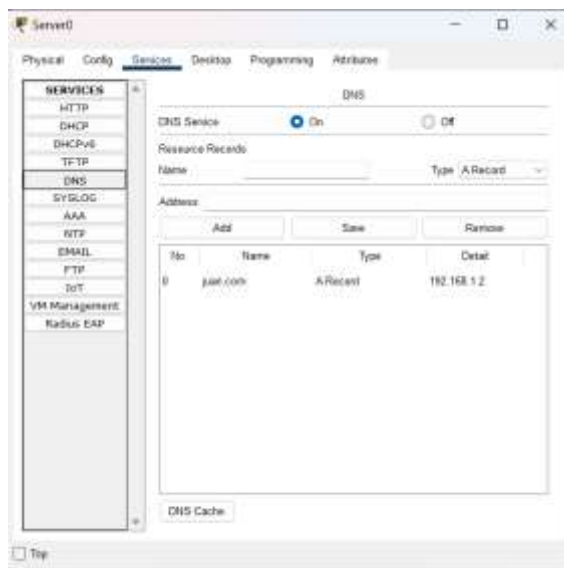 Server0
Physical Config Services Desktop Programming Attributes
SERVICES
HTTP
DHCP
DHCPv6
TFTP
DNS
SYSLOG
AAA
NTP
EMAIL
FTP
IoT
VM Management
Radius EAP
DNS
DNS Service On Off
Resource Records
Name Type A Record
Address
Add Save Remove
No Name Type Detail
0 juan.com A Record 192.168.1.2
DNS Cache
Top